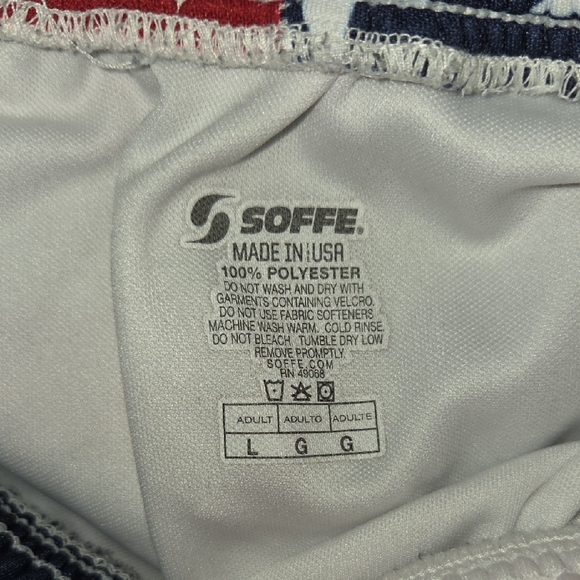 SOFFE®
MADE IN USA
100% POLYESTER
DO NOT WASH AND DRY WITH
GARMENTS CONTAINING VELCRO.
DO NOT USE FABRIC SOFTENERS
MACHINE WASH WARM. COLD RINSE.
DO NOT BLEACH. TUMBLE DRY LOW
REMOVE PROMPTLY.
SOFFE.COM
RN 49068
ADULT ADULTO ADULTE
L G G